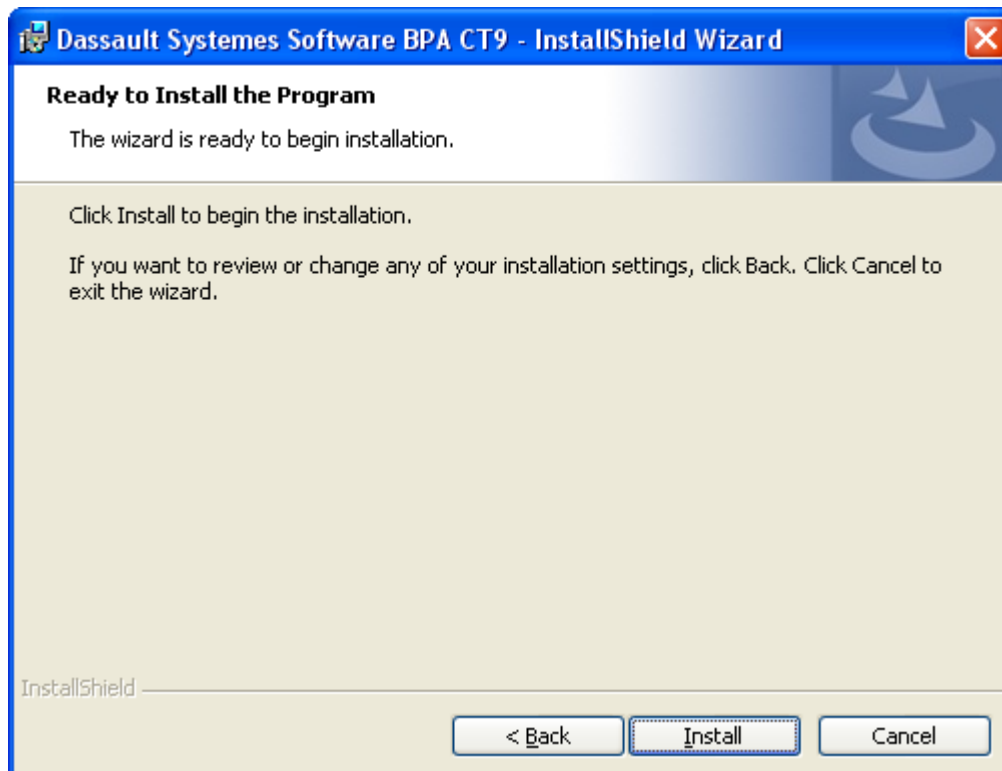 Dassault Systemes Software BPA CT9 - InstallShield Wizard
Ready to Install the Program
The wizard is ready to begin installation.
Click Install to begin the installation.
If you want to review or change any of your installation settings, click Back. Click Cancel to
exit the wizard.
InstallShield
< Back Install Cancel